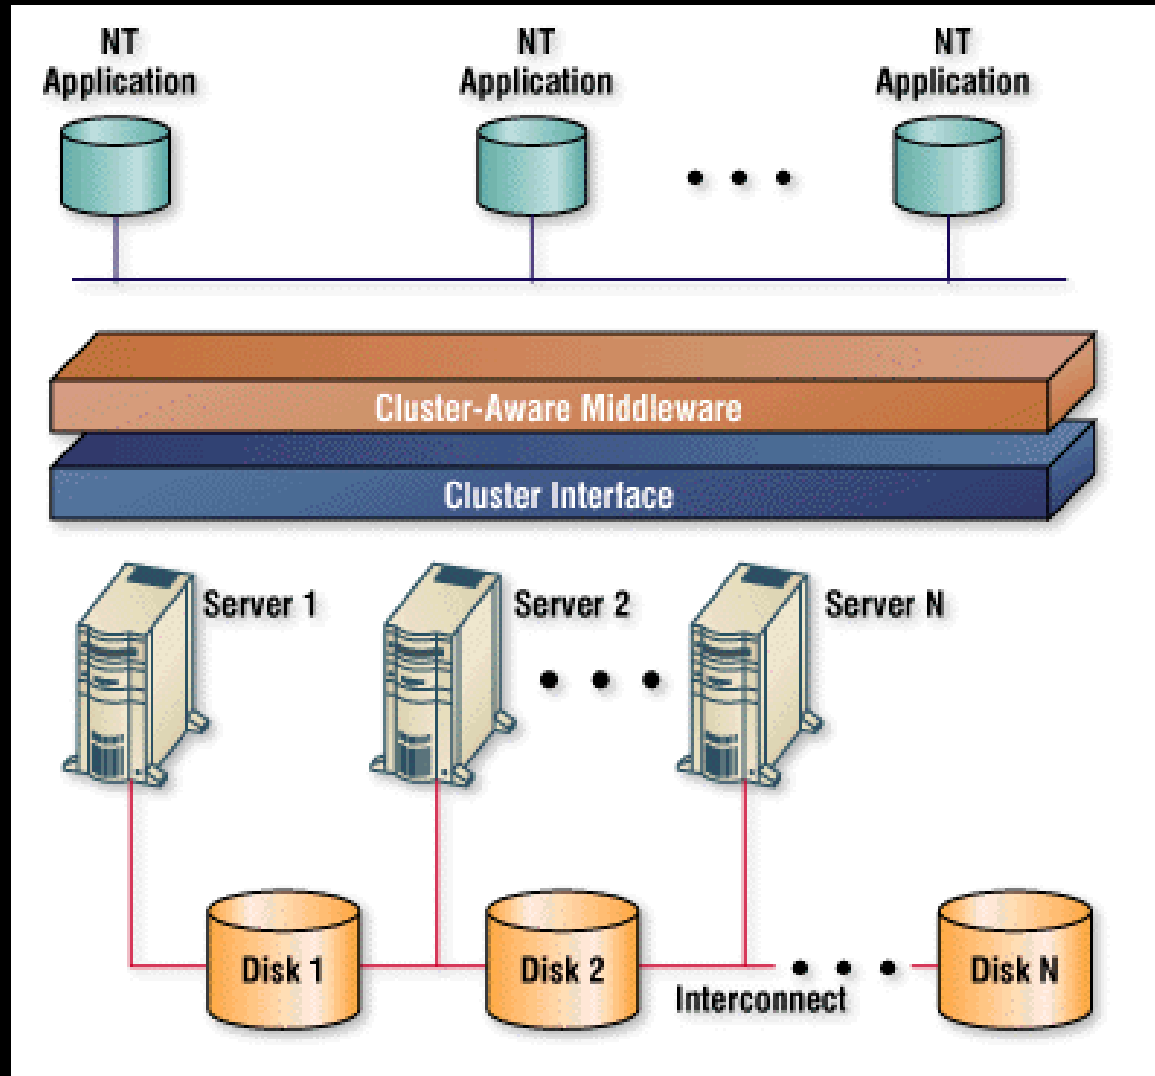 NT
Application
NT
Application
NT
Application
Cluster-Aware Middleware
Cluster Interface
Server 1
Server 2
Server N
Disk 1
Disk 2
Disk N
Interconnect